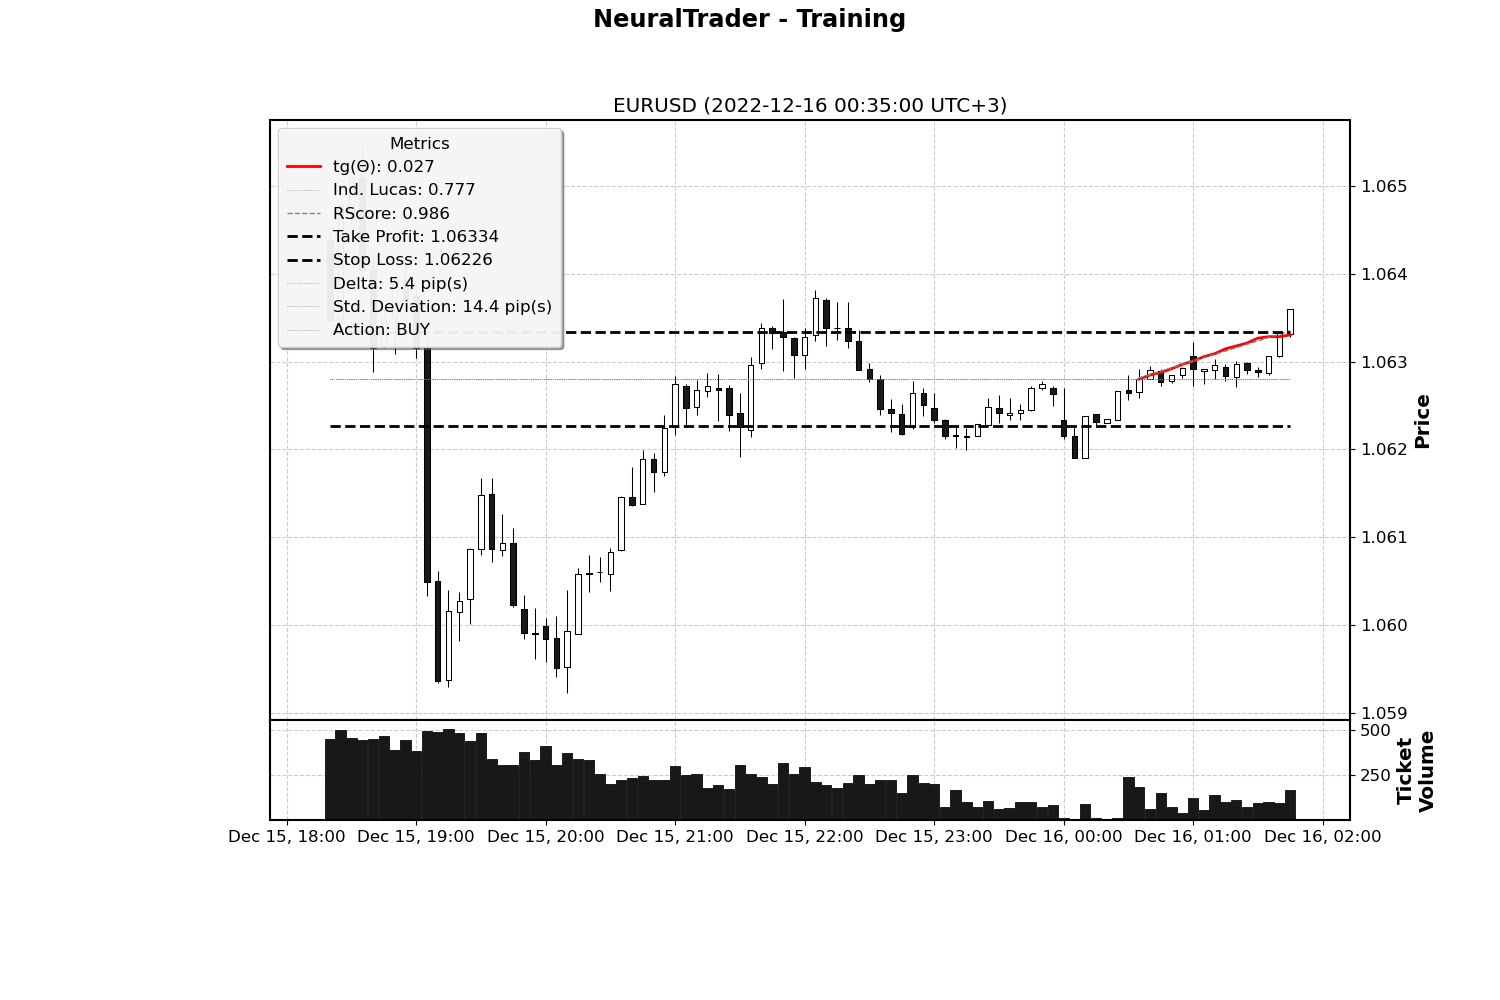 NeuralTrader - Training
EURUSD (2022-12-16 00:35:00 UTC+3)
Metrics
tg(Θ): 0.027
Ind. Lucas: 0.777
RScore: 0.986
Take Profit: 1.06334
Stop Loss: 1.06226
Delta: 5.4 pip(s)
Std. Deviation: 14.4 pip(s)
Action: BUY
1.065
1.064
1.063
1.062
1.061
1.060
1.059
Price
500
250
Ticket
Volume
Dec 15, 18:00
Dec 15, 19:00
Dec 15, 20:00
Dec 15, 21:00
Dec 15, 22:00
Dec 15, 23:00
Dec 16, 00:00
Dec 16, 01:00
Dec 16, 02:00